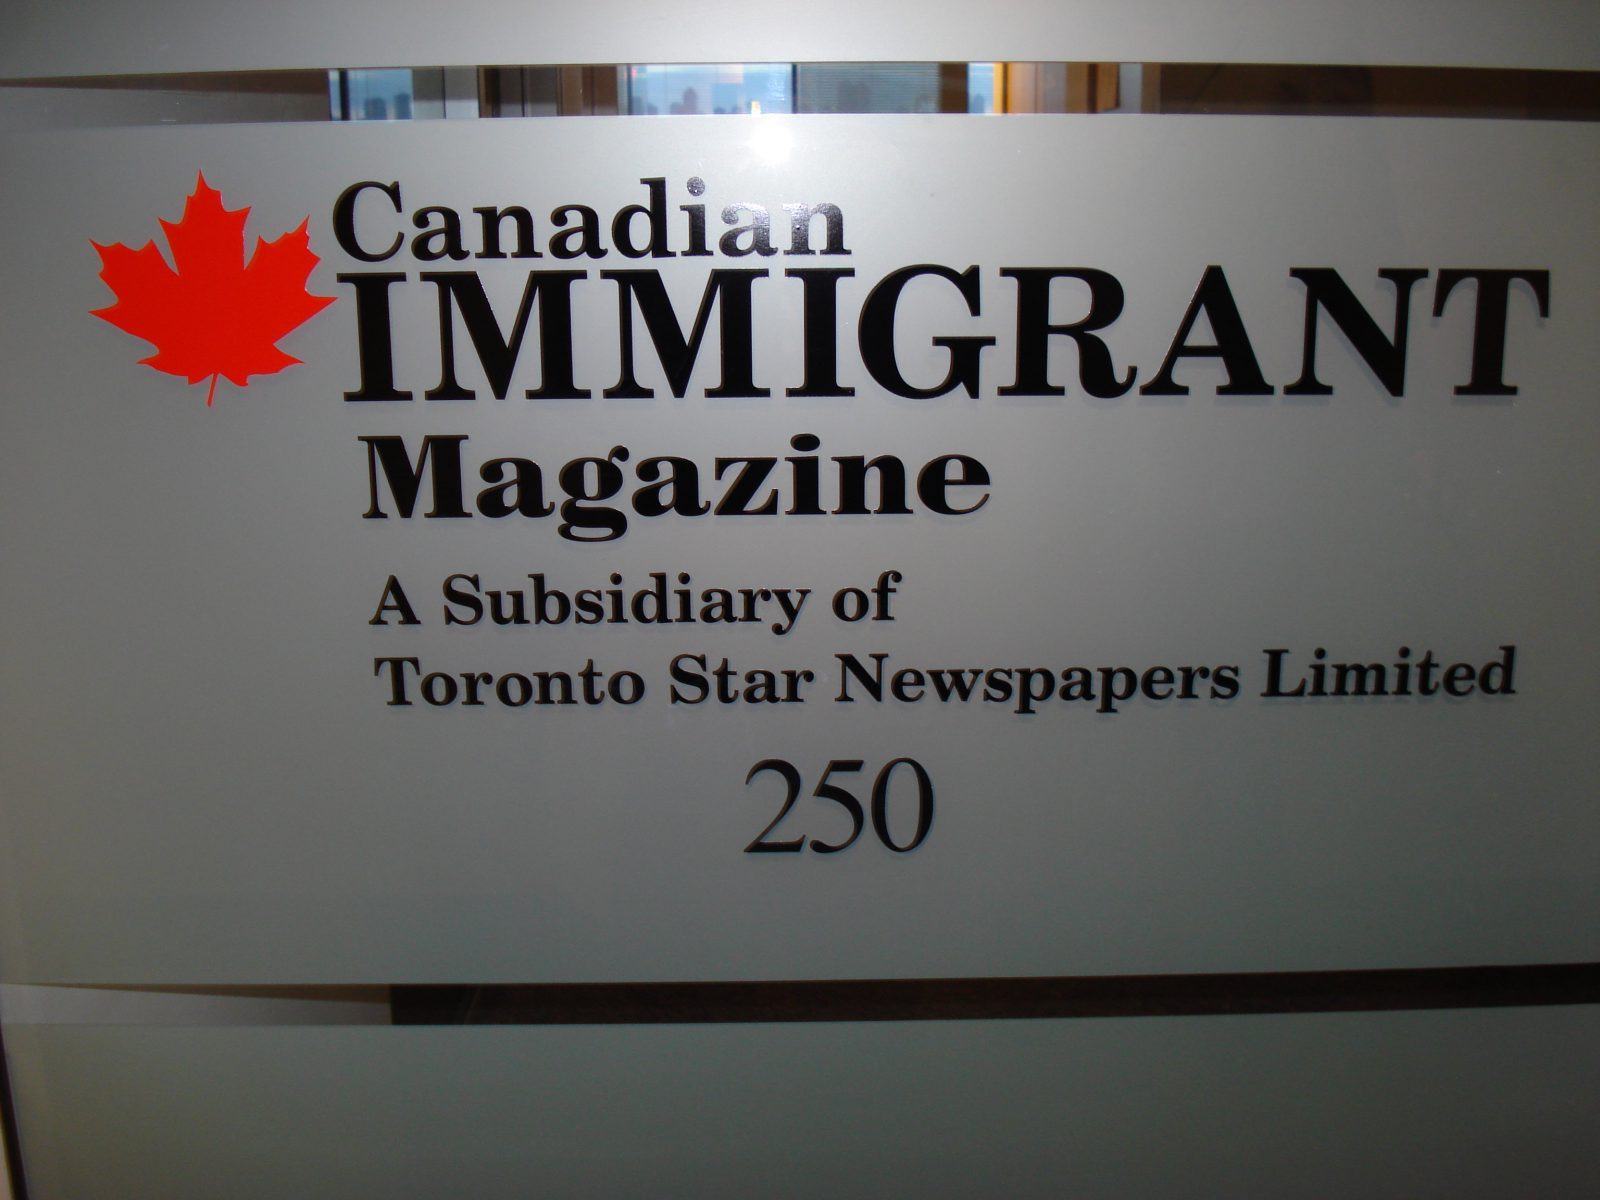 Canadian
IMMIGRANT
Magazine
A Subsidiary of
Toronto Star Newspapers Limited
250